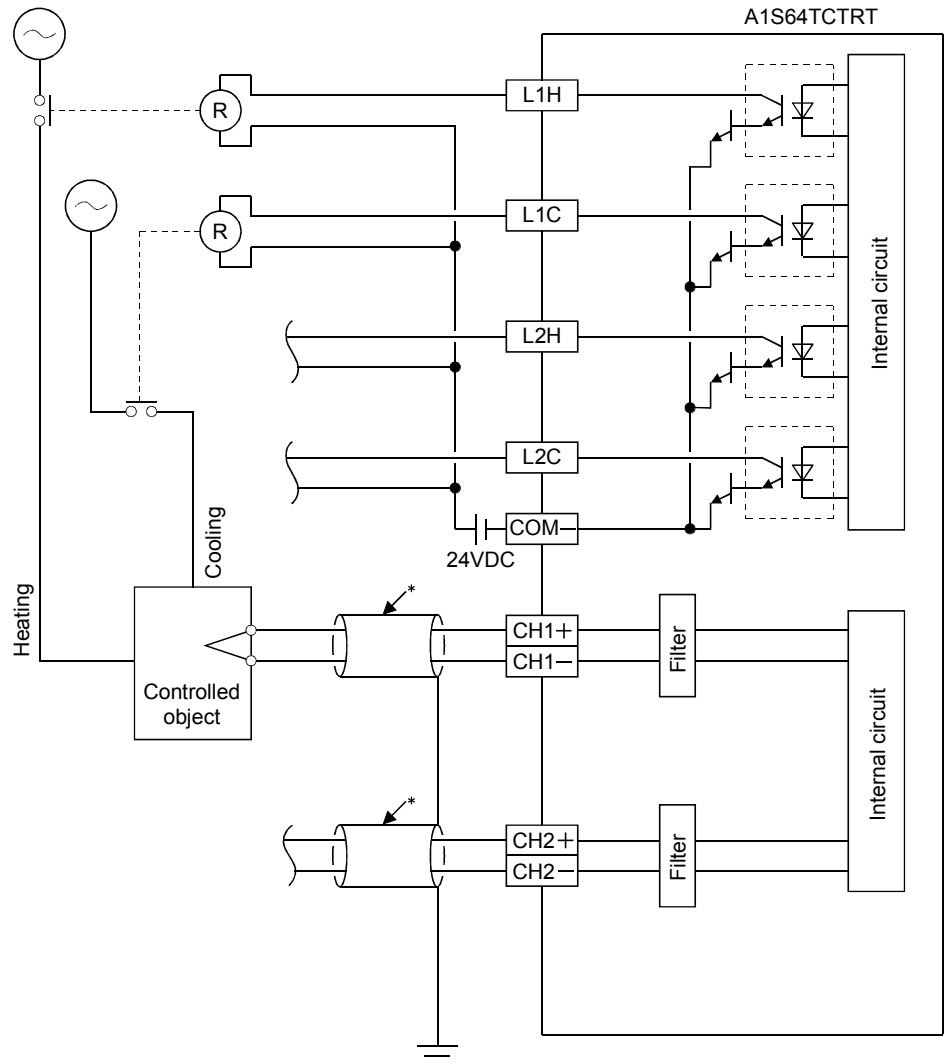 A1S64TCTRT
R
L1H
R
L1C
L2H
L2C
COM−
24VDC
Internal circuit
Heating
Cooling
Controlled
object
*
CH1+
CH1−
Filter
*
CH2+
CH2−
Filter
Internal circuit